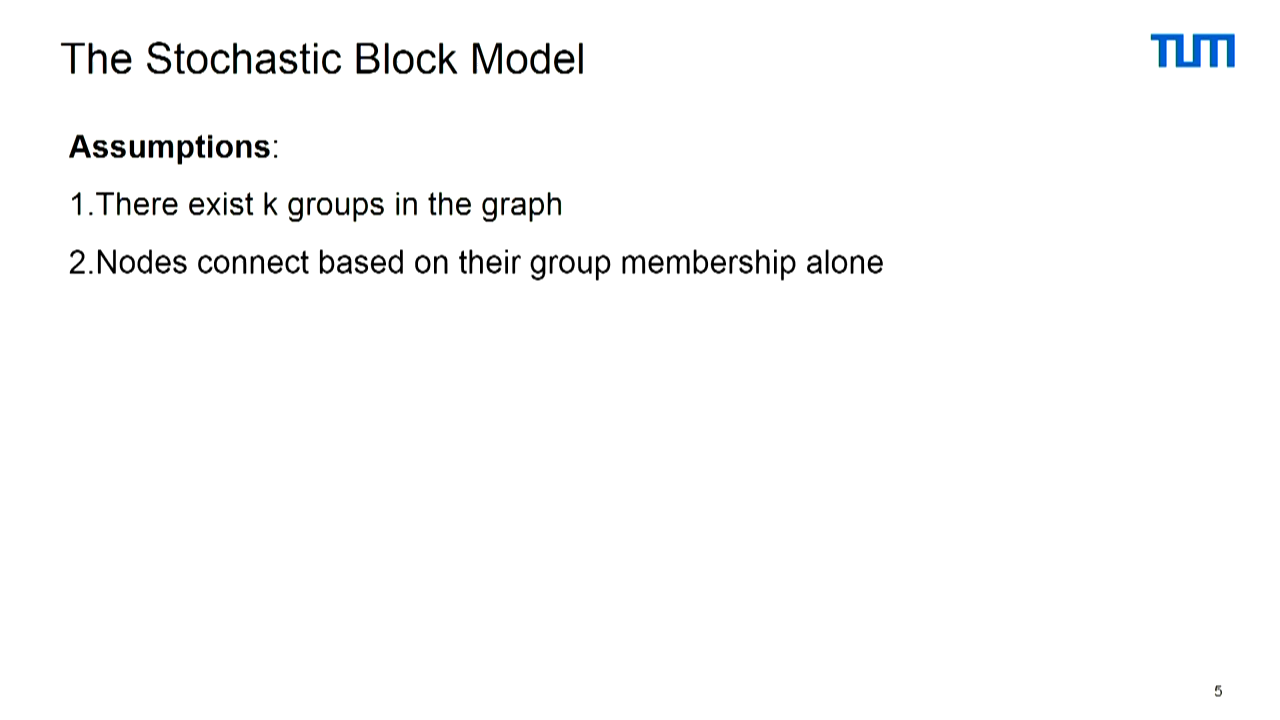 The Stochastic Block Model
TUM
Assumptions:
1.There exist k groups in the graph
2.Nodes connect based on their group membership alone
5